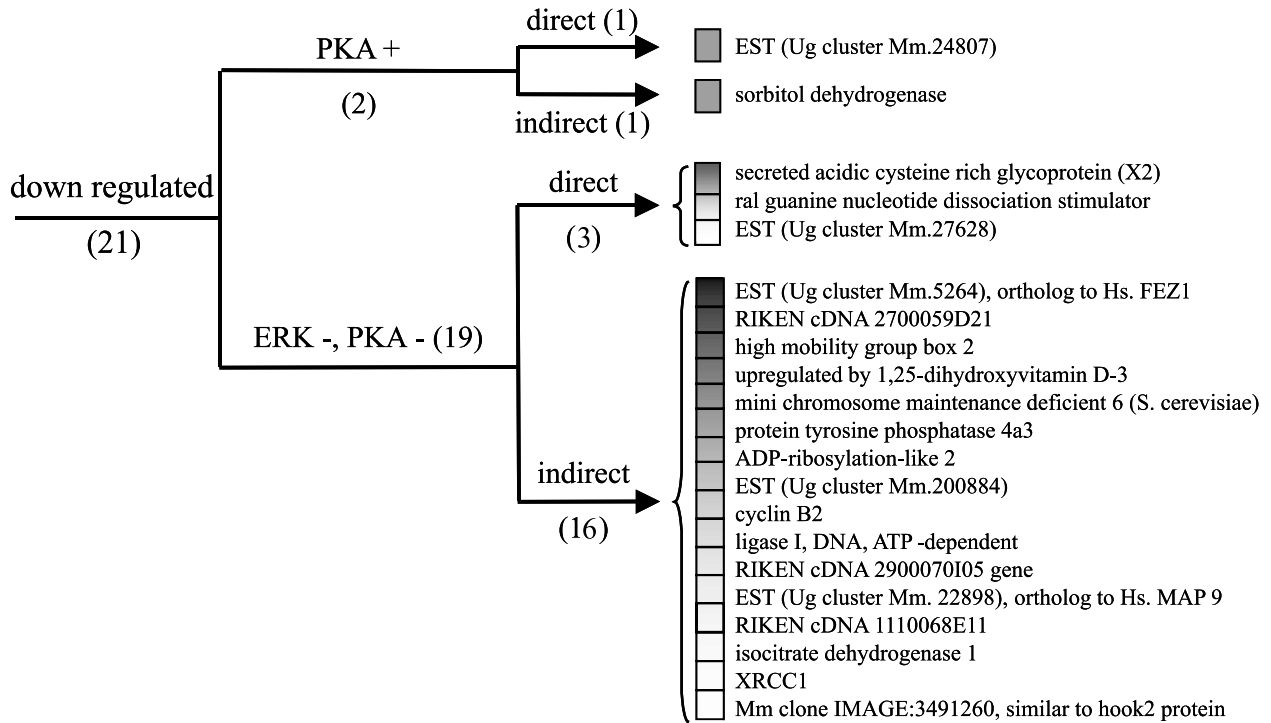 down regulated
(21)
PKA +
(2)
direct (1)
EST (Ug cluster Mm.24807)
indirect (1)
sorbitol dehydrogenase
ERK -, PKA - (19)
direct
(3)
secreted acidic cysteine rich glycoprotein (X2)
ral guanine nucleotide dissociation stimulator
EST (Ug cluster Mm.27628)
indirect
(16)
EST (Ug cluster Mm.5264), ortholog to Hs. FEZ1
RIKEN cDNA 2700059D21
high mobility group box 2
upregulated by 1,25-dihydroxyvitamin D-3
mini chromosome maintenance deficient 6 (S. cerevisiae)
protein tyrosine phosphatase 4a3
ADP-ribosylation-like 2
EST (Ug cluster Mm.200884)
cyclin B2
ligase I, DNA, ATP -dependent
RIKEN cDNA 2900070I05 gene
EST (Ug cluster Mm. 22898), ortholog to Hs. MAP 9
RIKEN cDNA 1110068E11
isocitrate dehydrogenase 1
XRCC1
Mm clone IMAGE:3491260, similar to hook2 protein